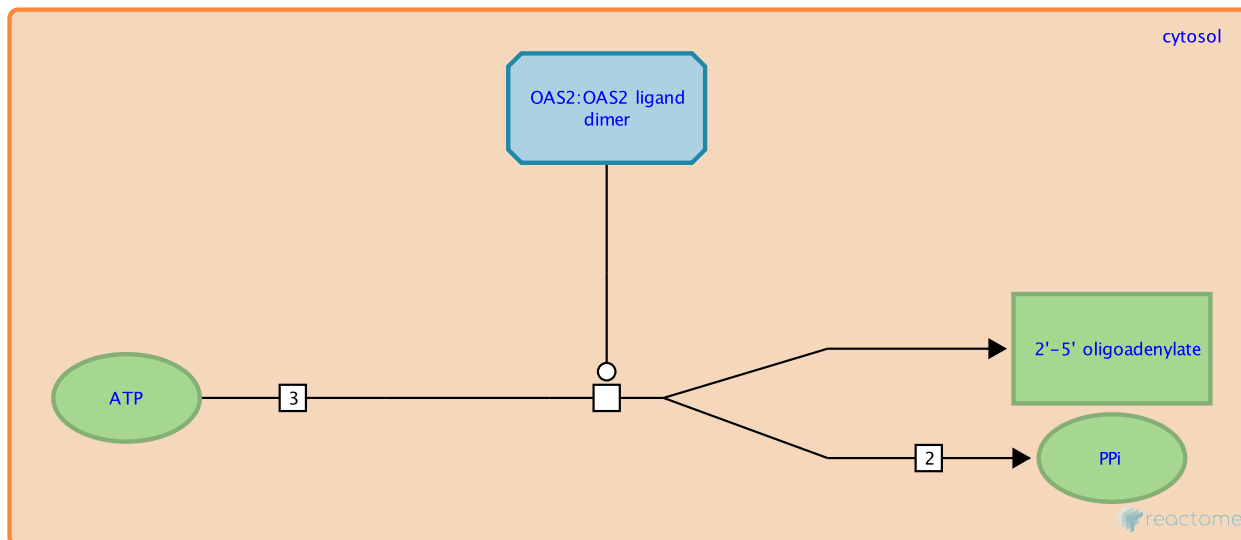 cytosol
OAS2:OAS2 ligand
dimer
2'-5' oligoadenylate
ATP
3
2
PPi
reactome